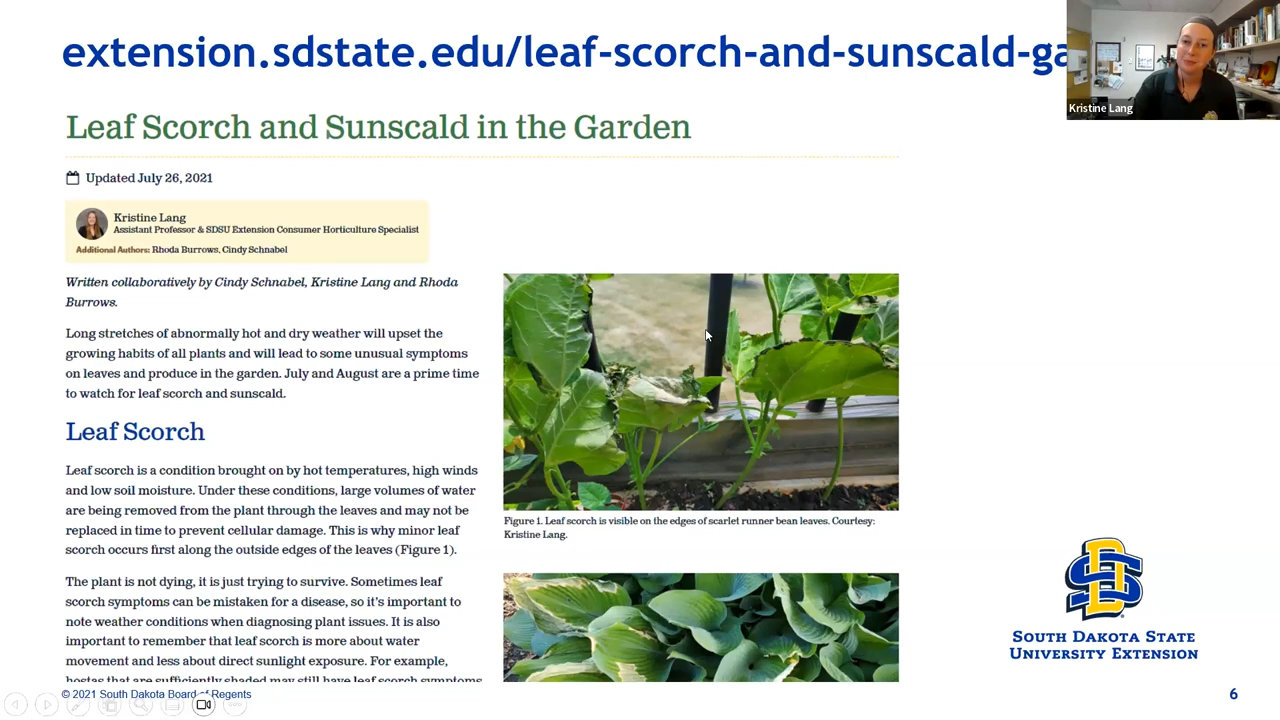 extension.sdstate.edu/leaf-scorch-and-sunscald-ga
Kristine Lang
Leaf Scorch and Sunscald in the Garden
Updated July 26, 2021
Kristine Lang
Assistant Professor & SDSU Extension Consumer Horticulture Specialist
Additional Authors: Rhoda Burrows, Cindy Schnabel
Written collaboratively by Cindy Schnabel, Kristine Lang and Rhoda
Burrows.
Long stretches of abnormally hot and dry weather will upset the
growing habits of all plants and will lead to some unusual symptoms
on leaves and produce in the garden. July and August are a prime time
to watch for leaf scorch and sunscald.
Leaf Scorch
Leaf scorch is a condition brought on by hot temperatures, high winds
and low soil moisture. Under these conditions, large volumes of water
are being removed from the plant through the leaves and may not be
replaced in time to prevent cellular damage. This is why minor leaf
scorch occurs first along the outside edges of the leaves (Figure 1).
The plant is not dying, it is just trying to survive. Sometimes leaf
scorch symptoms can be mistaken for a disease, so it's important to
note weather conditions when diagnosing plant issues. It is also
important to remember that leaf scorch is more about water
movement and less about direct sunlight exposure. For example,
hostas that are sufficiently shaded may still have leaf scorch symptoms
Figure 1. Leaf scorch is visible on the edges of scarlet runner bean leaves. Courtesy:
Kristine Lang.
SOUTH DAKOTA STATE
UNIVERSITY EXTENSION
© 2021 South Dakota Board of Regents
6